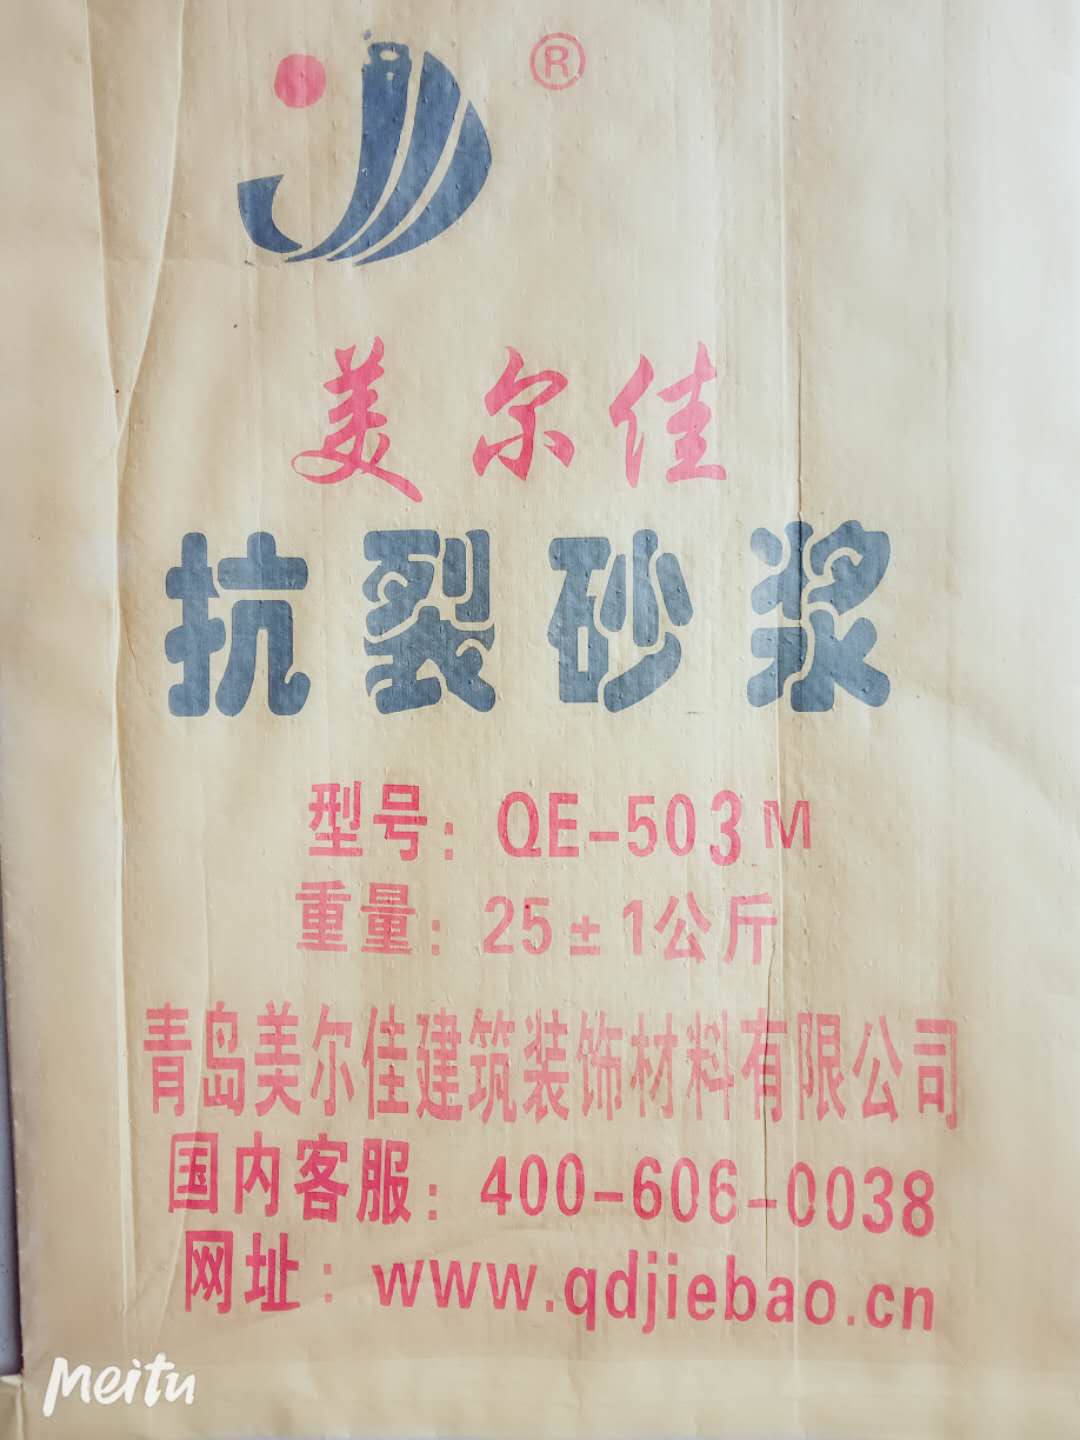 ®
美尔佳
抗裂砂浆
型号：QE-503M
重量：25±1公斤
青岛美尔佳建筑装饰材料有限公司
国内客服：400-606-0038
网址：www.qdjiebao.cn
Meitu